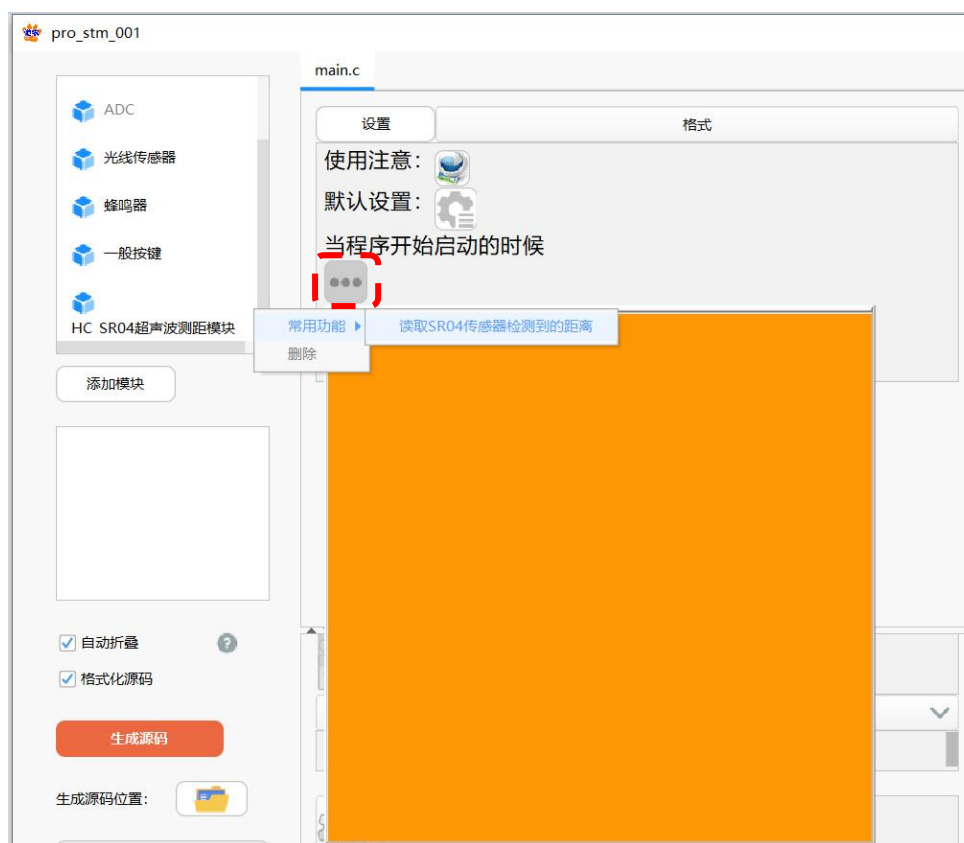 pro_stm_001
main.c
ADC
光线传感器
蜂鸣器
一般按键
HC SR04超声波测距模块
添加模块
设置
格式
使用注意：
默认设置：
当程序开始启动的时候
常用功能
读取SR04传感器检测到的距离
删除
自动折叠
?
格式化源码
生成源码
生成源码位置：